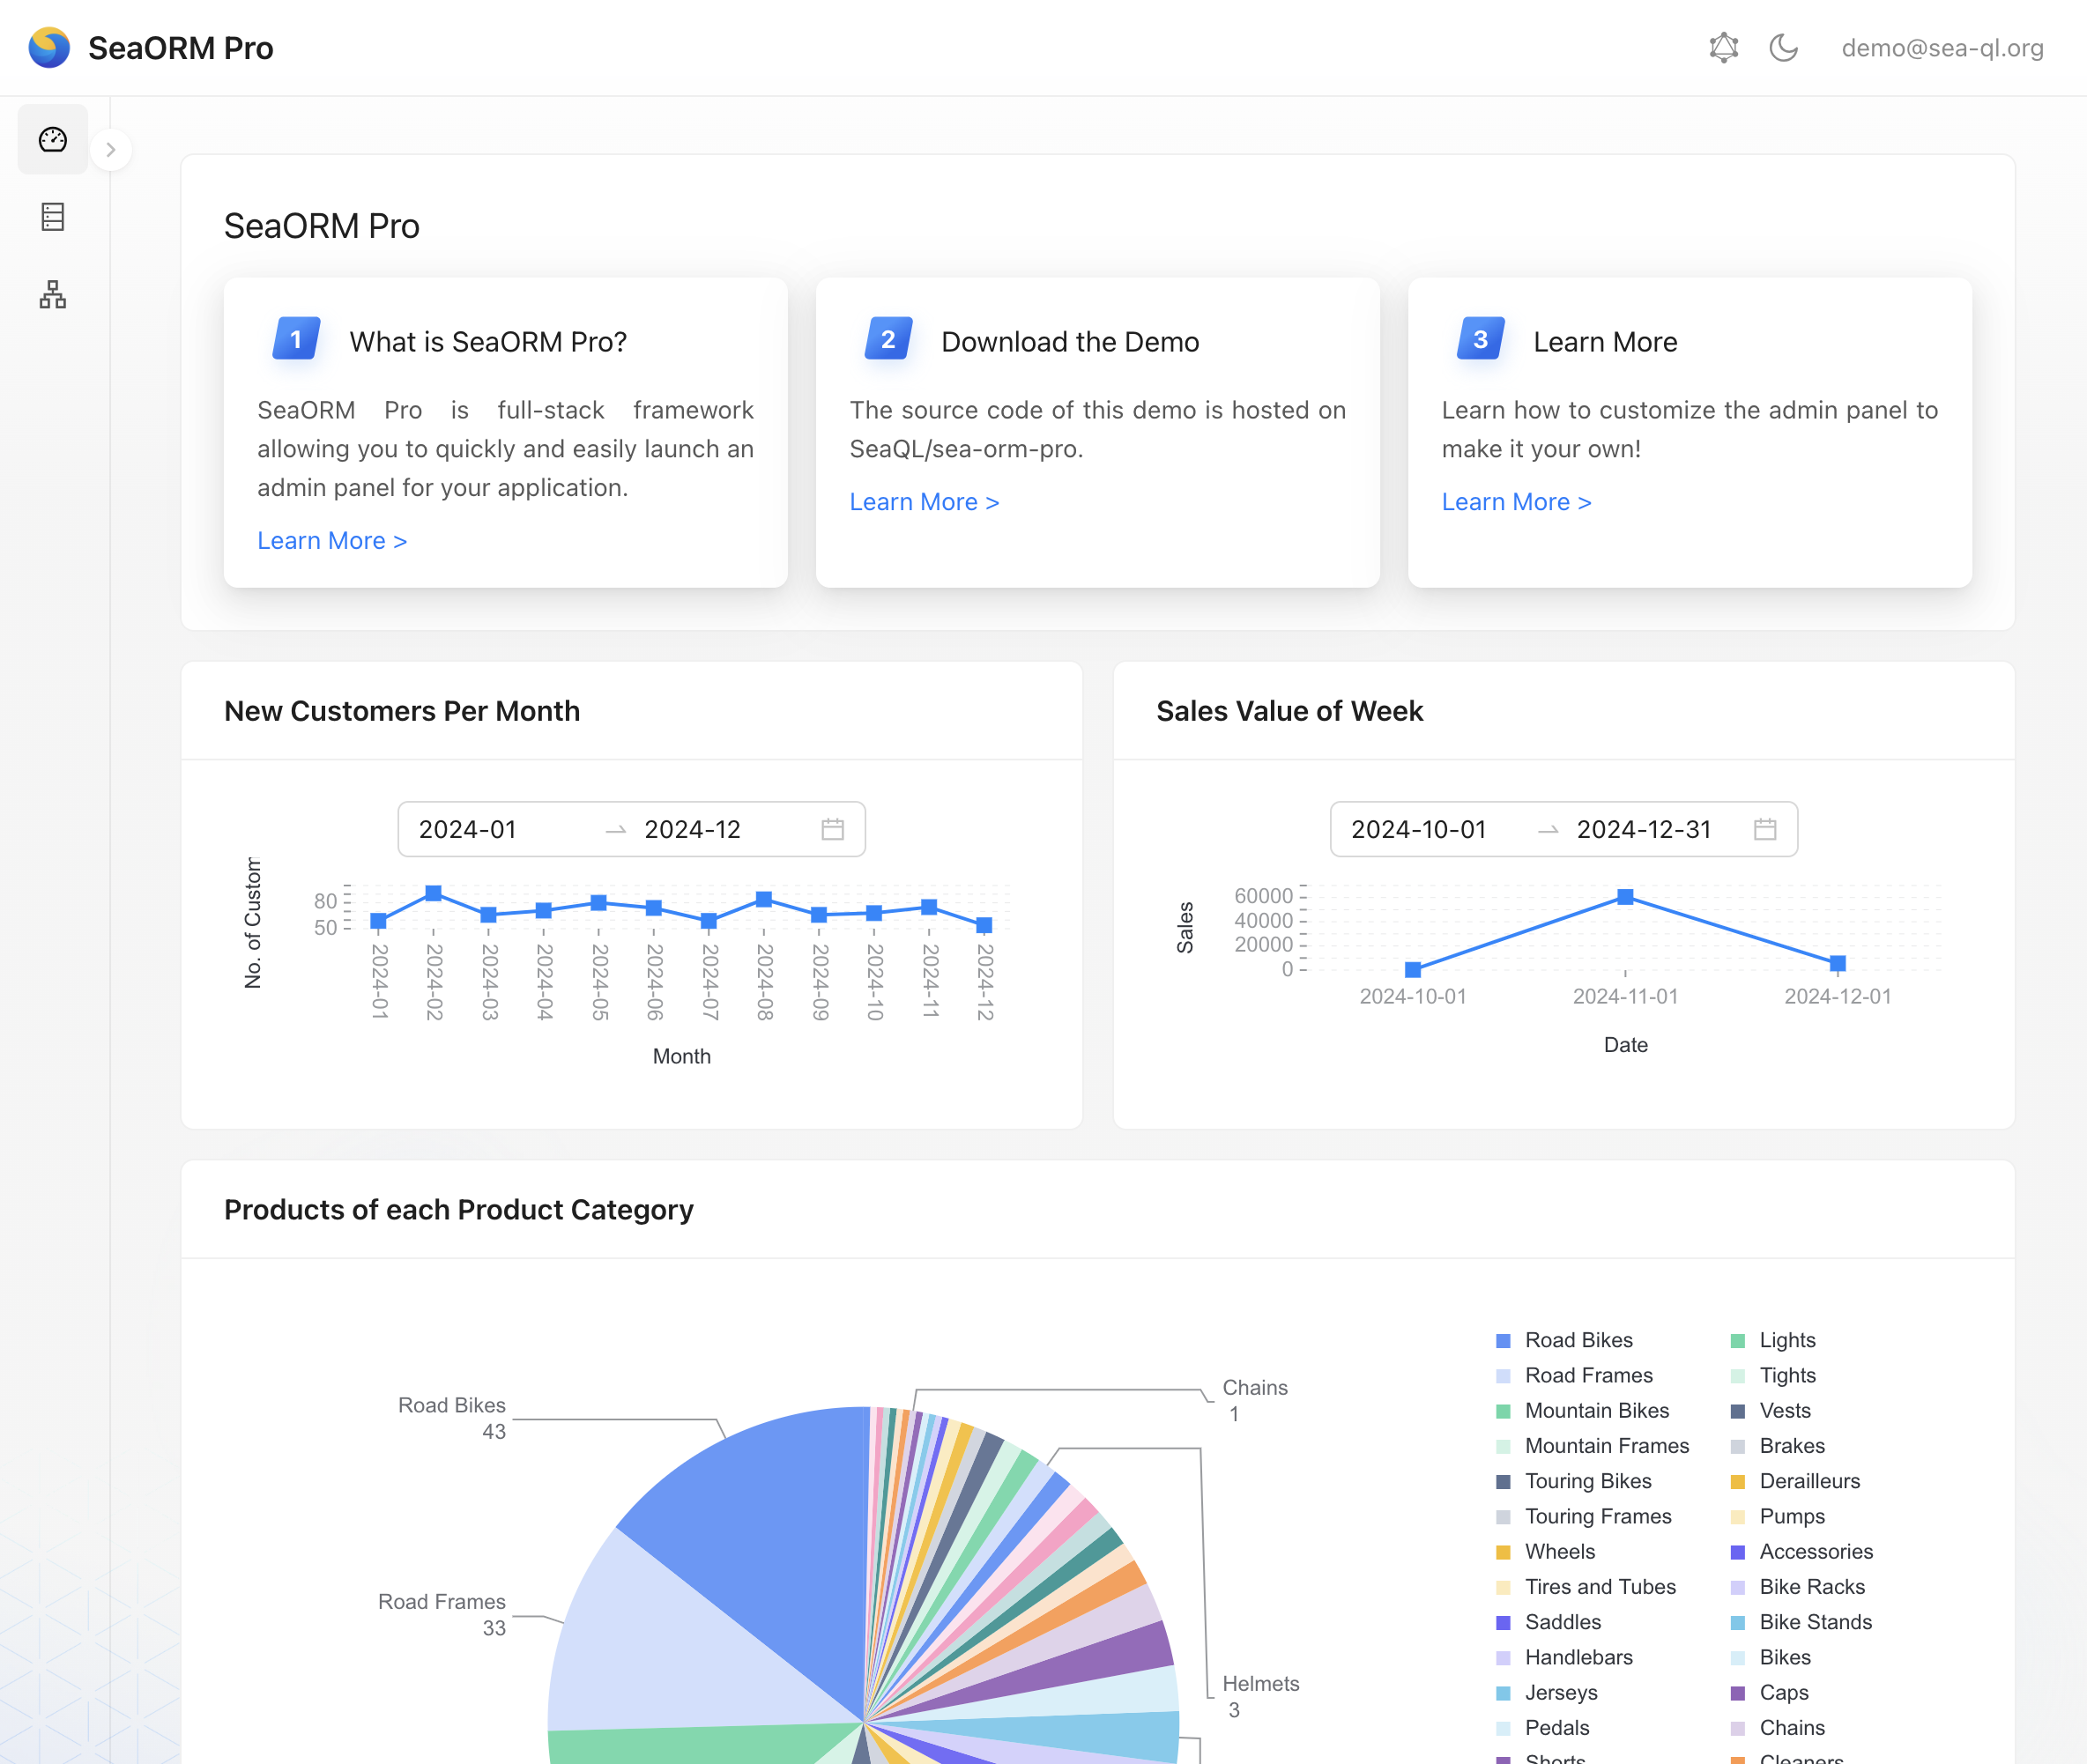 SeaORM Pro
demo@sea-ql.org
SeaORM Pro
1
What is SeaORM Pro?
SeaORM Pro is full-stack framework
allowing you to quickly and easily launch an
admin panel for your application.
Learn More >
2
Download the Demo
The source code of this demo is hosted on
SeaQL/sea-orm-pro.
Learn More >
3
Learn More
Learn how to customize the admin panel to
make it your own!
Learn More >
New Customers Per Month
2024-01
2024-12
No. of Custom
80
50
2024-01
2024-02
2024-03
2024-04
2024-05
2024-06
2024-07
2024-08
2024-09
2024-10
2024-11
2024-12
Month
Sales Value of Week
2024-10-01
2024-12-31
Sales
60000
40000
20000
0
2024-10-01
2024-11-01
2024-12-01
Date
Products of each Product Category
Road Bikes
43
Road Frames
33
Chains
1
Helmets
3
Road Bikes
Road Frames
Mountain Bikes
Mountain Frames
Touring Bikes
Touring Frames
Wheels
Tires and Tubes
Saddles
Handlebars
Jerseys
Pedals
Shorts
Lights
Tights
Vests
Brakes
Derailleurs
Pumps
Accessories
Bike Racks
Bike Stands
Bikes
Caps
Chains
Cleaners